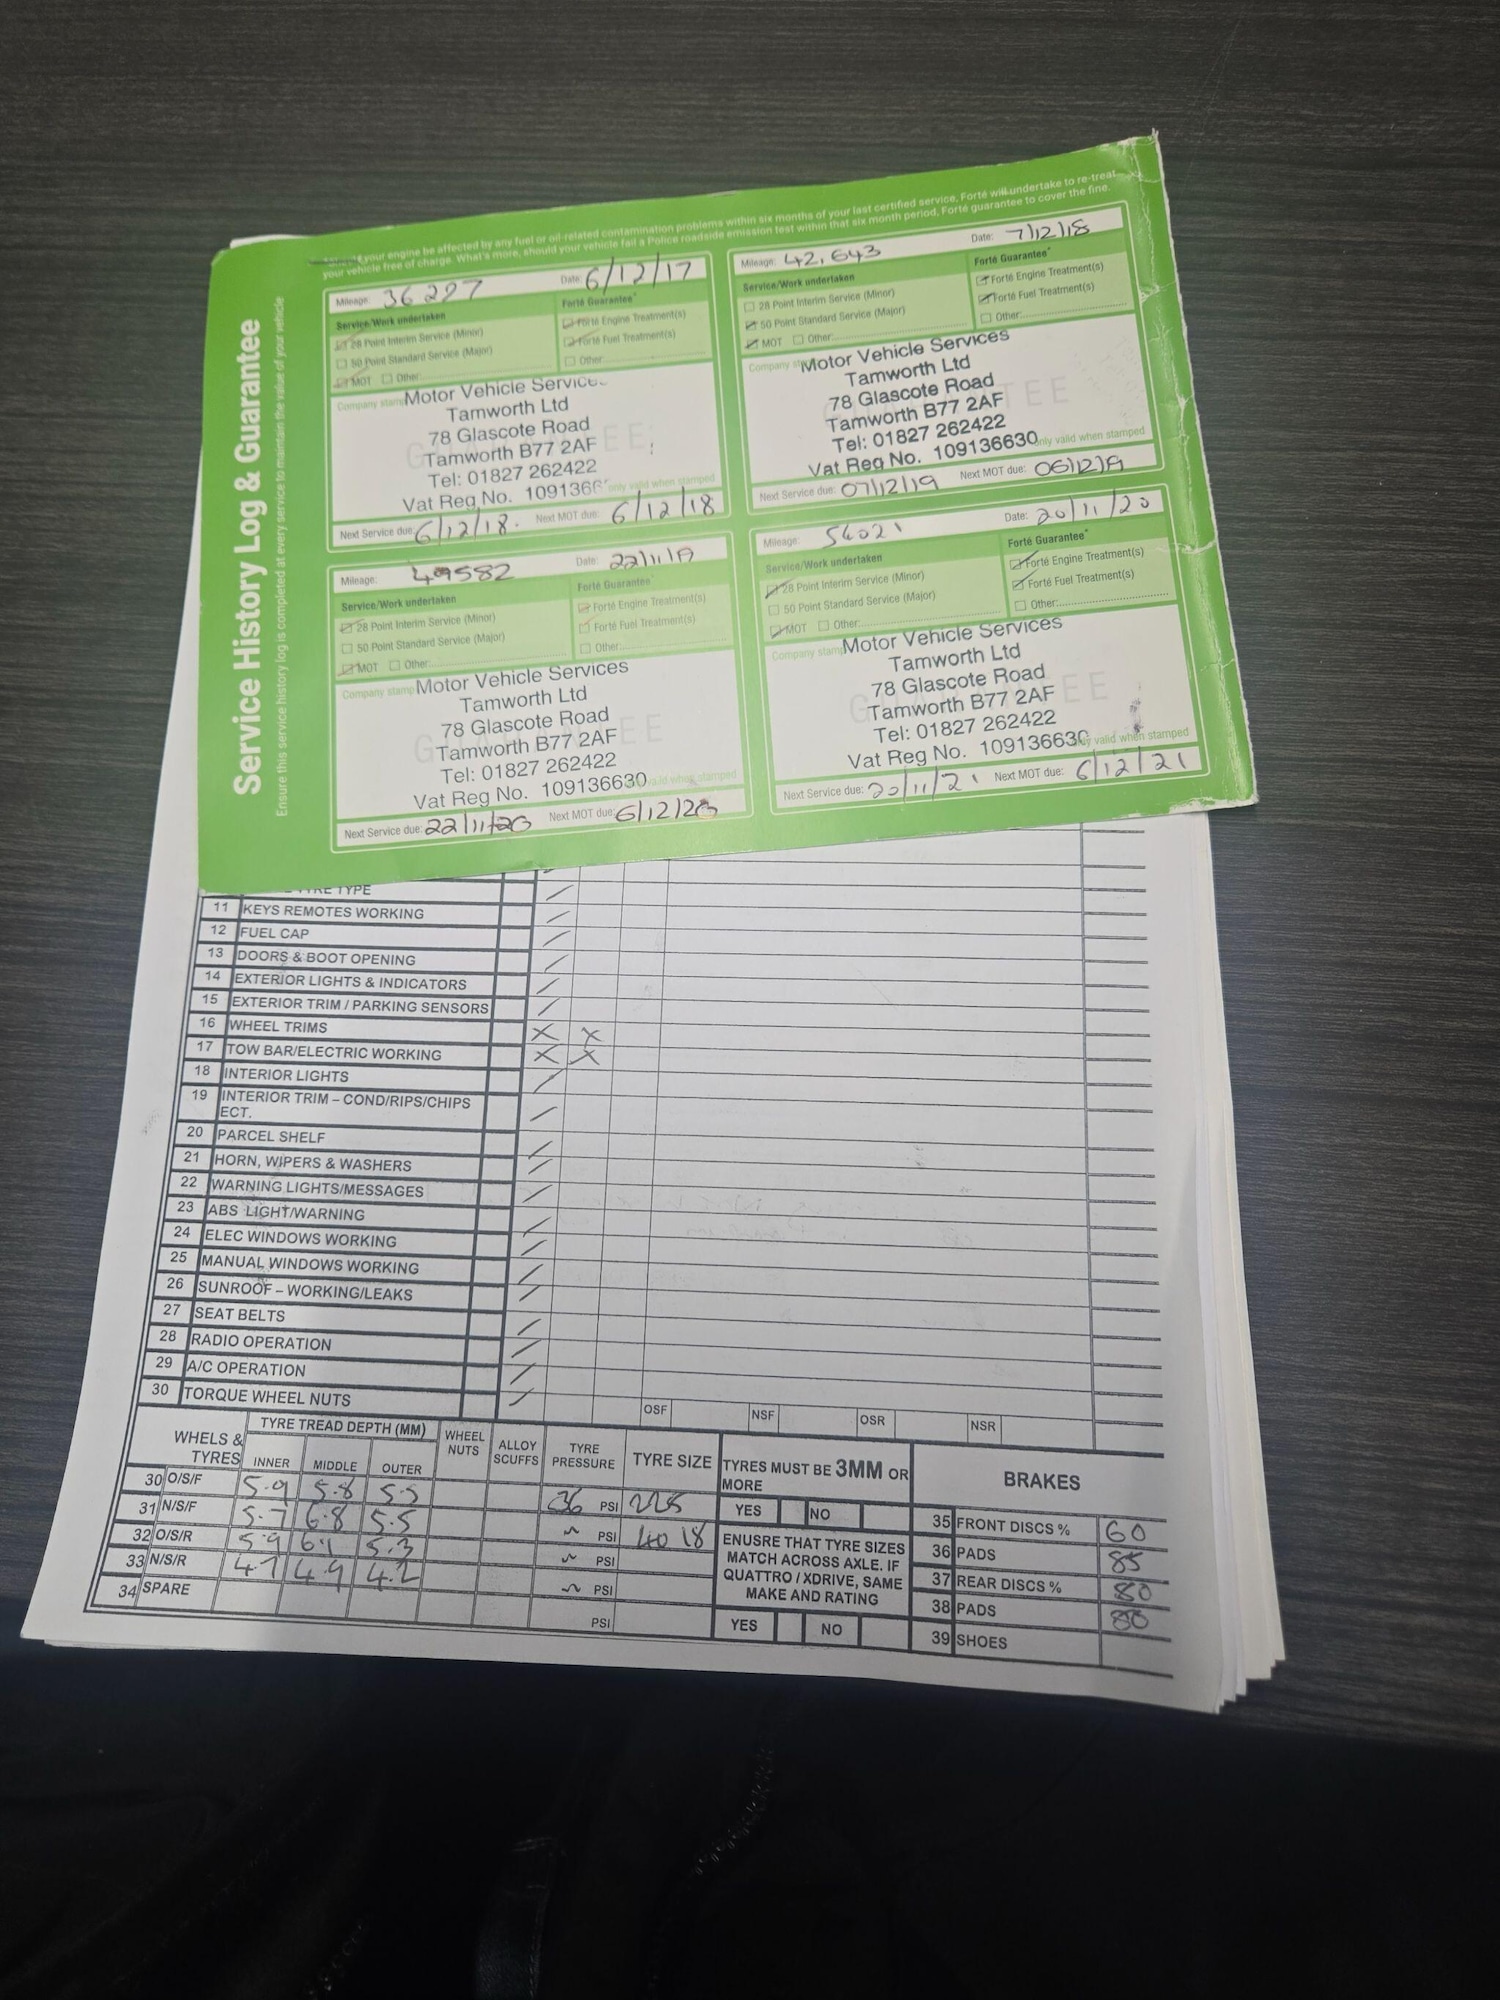 Service History Log & Guarantee
Ensure this service history log is completed at every service to maintain the value of your vehicle
your engine be affected by any fuel or oil-related contamination problems within six months of your last certified service, Forté will undertake to re-treat
your vehicle free of charge. What's more, should your vehicle fail a Police roadside emission test within that six month period, Forté guarantee to cover the fine.
Mileage: 36227 Date: 6/12/17
Service/Work undertaken Forté Guarantee*
28 Point Interim Service (Minor) Forté Engine Treatment(s)
50 Point Standard Service (Major) Forté Fuel Treatment(s)
MOT Other: Other:
Company stamp Motor Vehicle Services
Tamworth Ltd
78 Glascote Road
Tamworth B77 2AF
Tel: 01827 262422
Vat Reg No. 109136 only valid when stamped
Next Service due: 6/12/18. Next MOT due: 6/12/18
Mileage: 42,643 Date: 7/12/18
Service/Work undertaken Forté Guarantee*
28 Point Interim Service (Minor) Forté Engine Treatment(s)
50 Point Standard Service (Major) Forté Fuel Treatment(s)
MOT Other: Other:
Company Motor Vehicle Services
Tamworth Ltd
78 Glascote Road
Tamworth B77 2AF
Tel: 01827 262422
Vat Reg No. 109136630 only valid when stamped
Next Service due: 07/12/19 Next MOT due: 06/12/19
Mileage: 49582 Date: 22/11/19
Service/Work undertaken Forté Guarantee*
28 Point Interim Service (Minor) Forté Engine Treatment(s)
50 Point Standard Service (Major) Forté Fuel Treatment(s)
MOT Other: Other:
Company stamp Motor Vehicle Services
Tamworth Ltd
78 Glascote Road
Tamworth B77 2AF
Tel: 01827 262422
Vat Reg No. 109136630 valid when stamped
Next Service due: 22/11/20 Next MOT due: 6/12/20
Mileage: 54021 Date: 20/11/20
Service/Work undertaken Forté Guarantee*
28 Point Interim Service (Minor) Forté Engine Treatment(s)
50 Point Standard Service (Major) Forté Fuel Treatment(s)
MOT Other: Other:
Company stamp Motor Vehicle Services
Tamworth Ltd
78 Glascote Road
Tamworth B77 2AF
Tel: 01827 262422
Vat Reg No. 109136630 valid when stamped
Next Service due: 20/11/21 Next MOT due: 6/12/21
TYRE TYPE
11 KEYS REMOTES WORKING
12 FUEL CAP
13 DOORS & BOOT OPENING
14 EXTERIOR LIGHTS & INDICATORS
15 EXTERIOR TRIM / PARKING SENSORS
16 WHEEL TRIMS X X
17 TOW BAR/ELECTRIC WORKING X X
18 INTERIOR LIGHTS
19 INTERIOR TRIM – COND/RIPS/CHIPS
ECT.
20 PARCEL SHELF
21 HORN, WIPERS & WASHERS
22 WARNING LIGHTS/MESSAGES
23 ABS LIGHT/WARNING
24 ELEC WINDOWS WORKING
25 MANUAL WINDOWS WORKING
26 SUNROOF – WORKING/LEAKS
27 SEAT BELTS
28 RADIO OPERATION
29 A/C OPERATION
30 TORQUE WHEEL NUTS
OSF NSF OSR NSR
WHELS &
TYRES
TYRE TREAD DEPTH (MM)
INNER MIDDLE OUTER
WHEEL
NUTS
ALLOY
SCUFFS
TYRE
PRESSURE
TYRE SIZE
30 O/S/F 5.9 5.8 5.5 36 PSI 225
31 N/S/F 5.7 6.8 5.5 PSI 40 18
32 O/S/R 5.9 6.1 5.3 PSI
33 N/S/R 4.7 4.9 4.2 PSI
34 SPARE PSI
TYRES MUST BE 3MM OR
MORE
YES NO
ENUSRE THAT TYRE SIZES
MATCH ACROSS AXLE. IF
QUATTRO / XDRIVE, SAME
MAKE AND RATING
YES NO
BRAKES
35 FRONT DISCS % 60
36 PADS 85
37 REAR DISCS % 80
38 PADS 80
39 SHOES